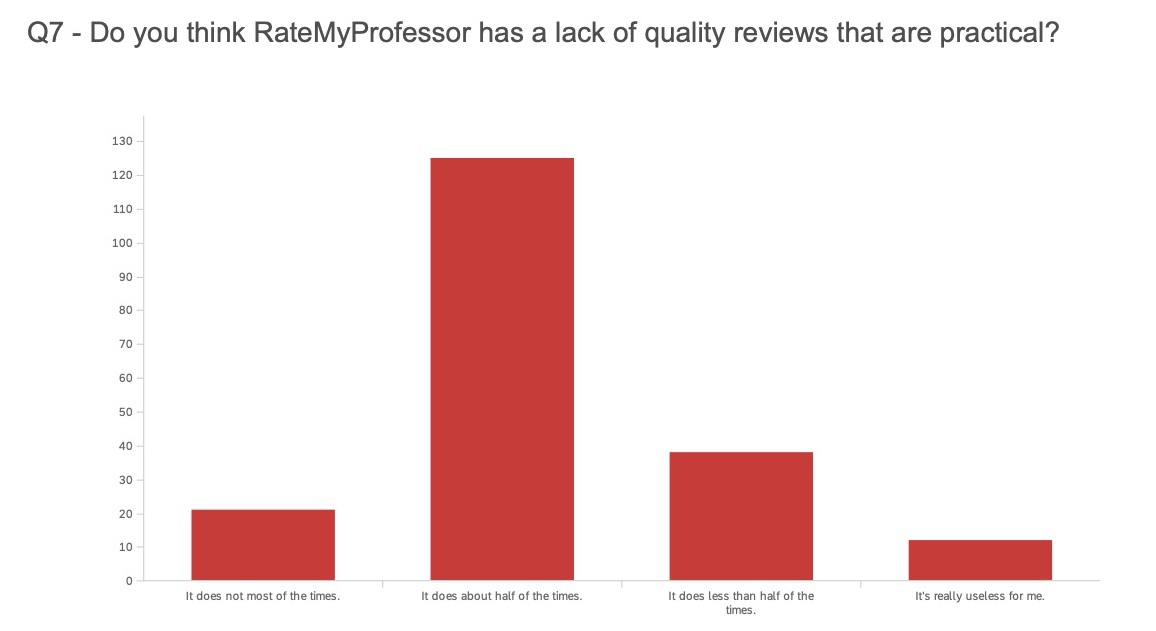 Q7 - Do you think RateMyProfessor has a lack of quality reviews that are practical?
130
120
110
100
90
80
70
60
50
40
30
20
10
0
It does not most of the times.
It does about half of the times.
It does less than half of the
times.
It's really useless for me.